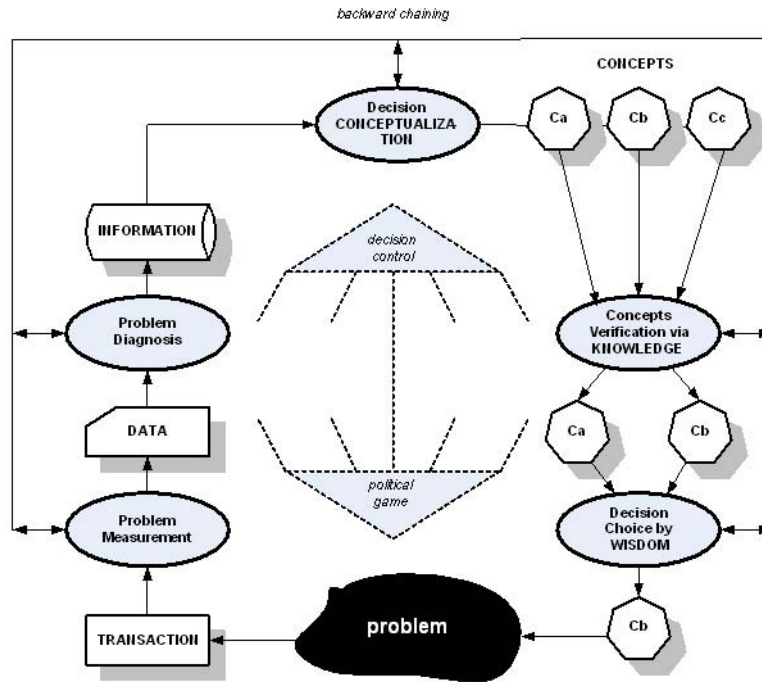 backward chaining
CONCEPTS
Decision
CONCEPTUALIZA-
TION
Ca
Cb
Cc
INFORMATION
decision
control
Problem
Diagnosis
Concepts
Verification via
KNOWLEDGE
DATA
Ca
Cb
political
game
Problem
Measurement
Decision
Choice by
WISDOM
TRANSACTION
problem
Cb